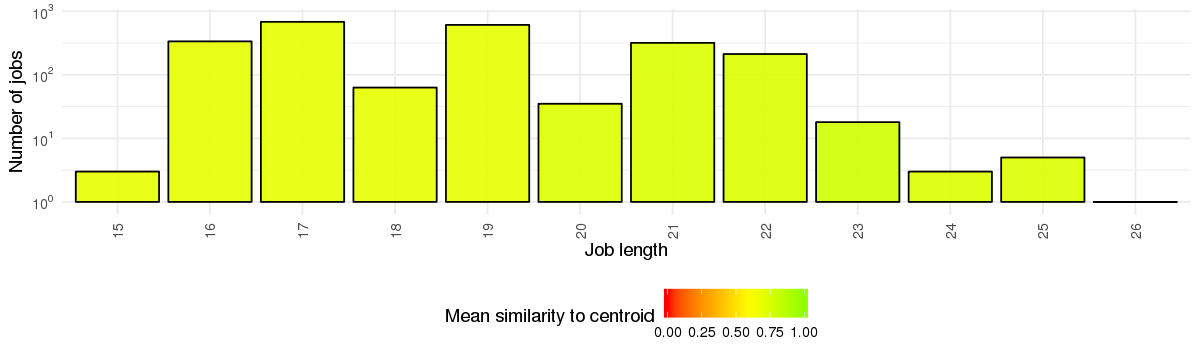 10³
10²
10¹
10⁰
Number of jobs
15 16 17 18 19 20 21 22 23 24 25 26
Job length
Mean similarity to centroid
0.00 0.25 0.50 0.75 1.00